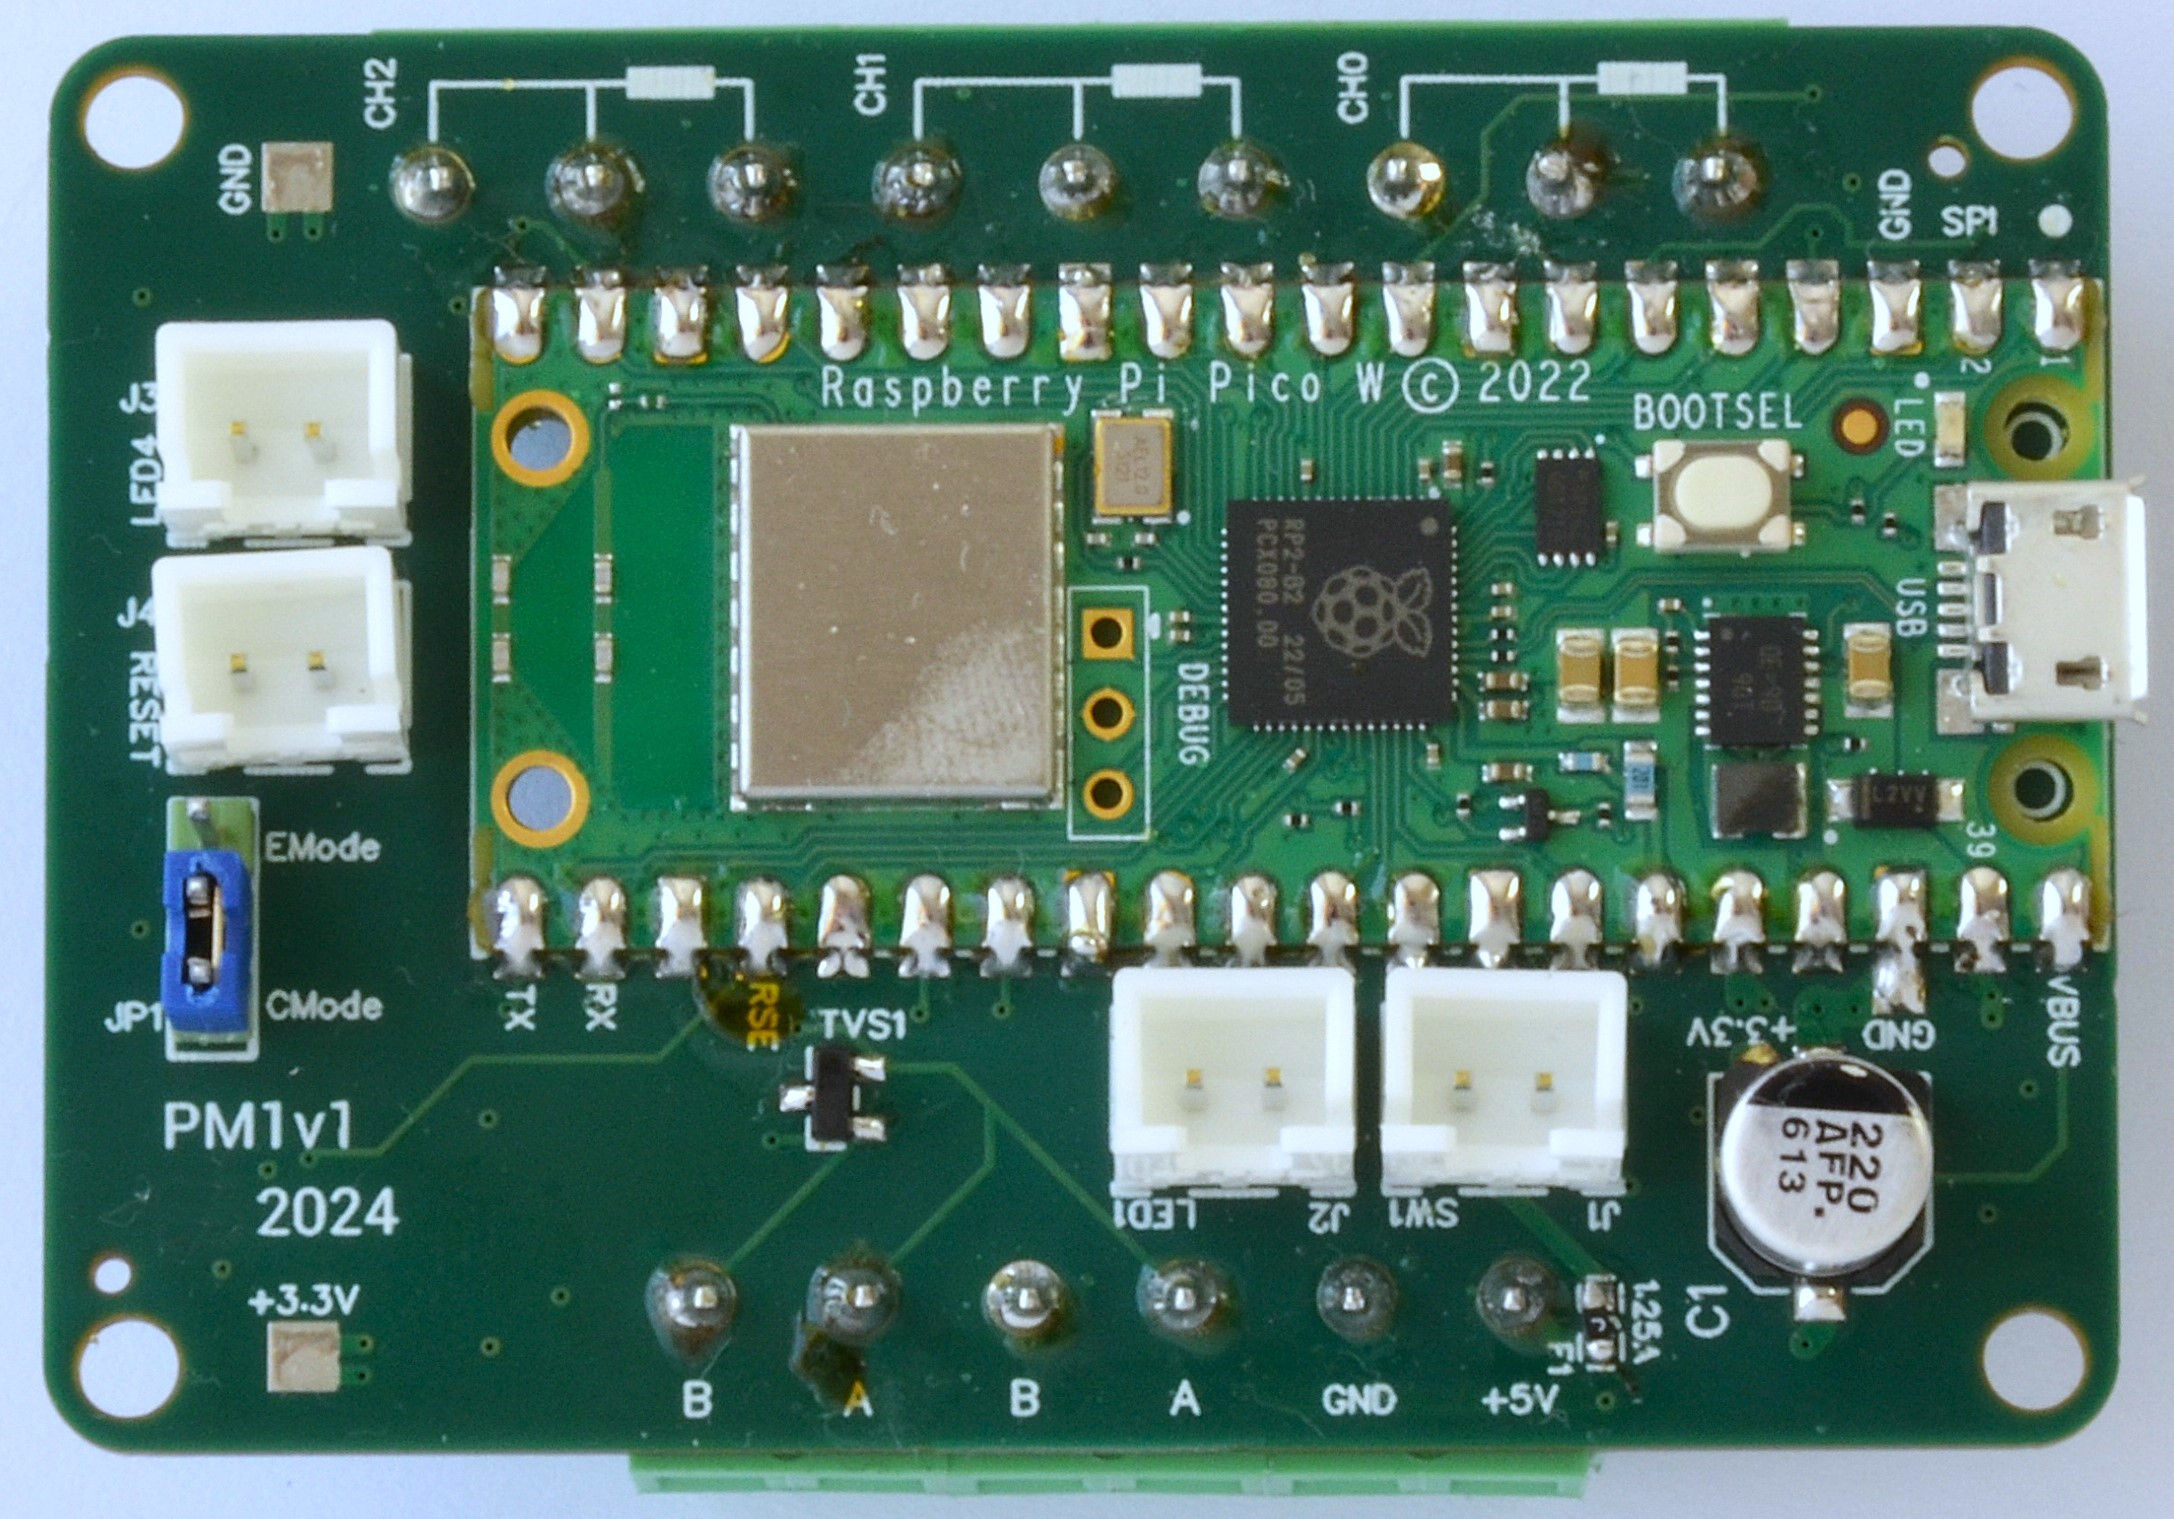 CH2
CH1
CH0
GND
GND
SP1
Raspberry Pi Pico W © 2022
2
1
BOOTSEL
LED
J3
LED4
J4
RESET
RP2-B2 22/05
PCX080.00
USB
DEBUG
L2VV
39
EMode
CMode
JP1
TX
RX
RSE
TVS1
+3.3V
GND
VBUS
PM1v1
2024
220
AFP.
613
LED1
J2
SW1
J1
C1
1.25A
F1
+3.3V
B
A
B
A
GND
+5V